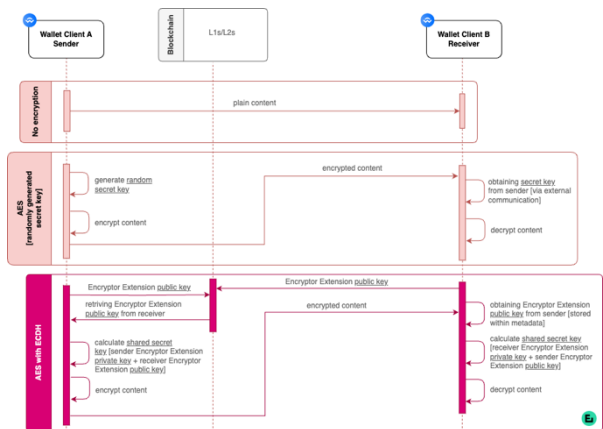 Wallet Client A
Sender
Blockchain
L1s/L2s
Wallet Client B
Receiver
No encryption
plain content
AES
[randomly generated
secret key]
generate random
secret key
encrypt content
encrypted content
obtaining secret key
from sender [via external
communication]
decrypt content
AES with ECDH
Encryptor Extension public key
Encryptor Extension public key
retriving Encryptor Extension
public key from receiver
encrypted content
obtaining Encryptor Extension
public key from sender [stored
within metadata]
calculate shared secret
key [sender Encryptor Extension
private key + receiver Encryptor
Extension public key]
calculate shared secret key
[receiver Encryptor Extension
private key + sender Encryptor
Extension public key]
encrypt content
decrypt content